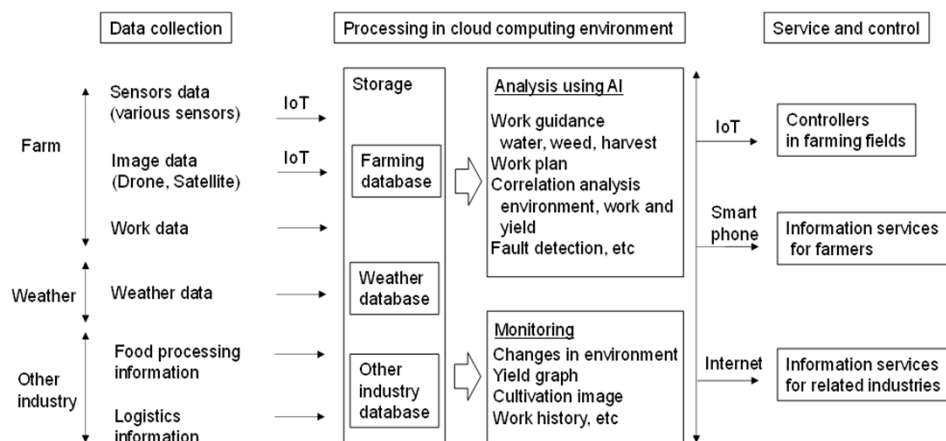 Data collection
Processing in cloud computing environment
Service and control
Farm
Sensors data
(various sensors)
IoT
Image data
(Drone, Satellite)
IoT
Work data
Weather
Weather data
Other
industry
Food processing
information
Logistics
information
Storage
Farming
database
Weather
database
Other
industry
database
Analysis using AI
Work guidance
water, weed, harvest
Work plan
Correlation analysis
environment, work and
yield
Fault detection, etc
Monitoring
Changes in environment
Yield graph
Cultivation image
Work history, etc
IoT
Controllers
in farming fields
Smart
phone
Information services
for farmers
Internet
Information services
for related industries